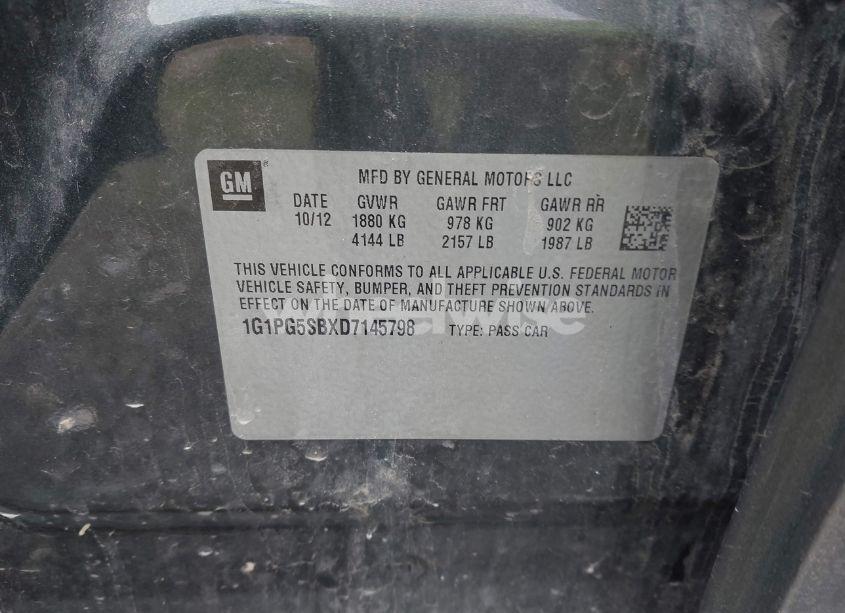 GM® MFD BY GENERAL MOTORS LLC
DATE GVWR GAWR FRT GAWR RR
10/12 1880 KG 978 KG 902 KG
4144 LB 2157 LB 1987 LB
THIS VEHICLE CONFORMS TO ALL APPLICABLE U.S. FEDERAL MOTOR
VEHICLE SAFETY, BUMPER, AND THEFT PREVENTION STANDARDS IN
EFFECT ON THE DATE OF MANUFACTURE SHOWN ABOVE.
1G1PG5SBXD7145798 TYPE: PASS CAR